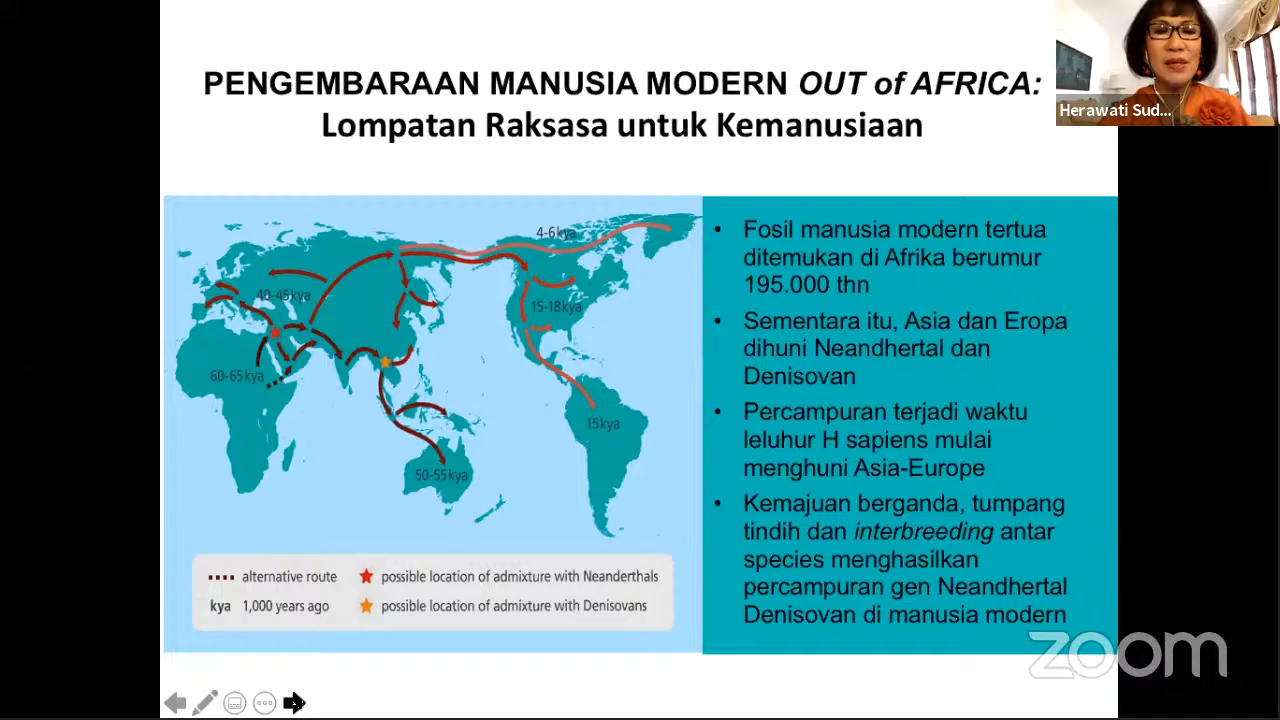 PENGEMBARAAN MANUSIA MODERN OUT of AFRICA:
Lompatan Raksasa untuk Kemanusiaan
Herawati Sud...
4-6kya
40-45kya
15-18kya
60-65kya
15kya
50-55kya
alternative route
possible location of admixture with Neanderthals
kya 1,000 years ago
possible location of admixture with Denisovans
• Fosil manusia modern tertua
ditemukan di Afrika berumur
195.000 thn
• Sementara itu, Asia dan Eropa
dihuni Neandhertal dan
Denisovan
• Percampuran terjadi waktu
leluhur H sapiens mulai
menghuni Asia-Europe
• Kemajuan berganda, tumpang
tindih dan interbreeding antar
species menghasilkan
percampuran gen Neandhertal
Denisovan di manusia modern
zoom